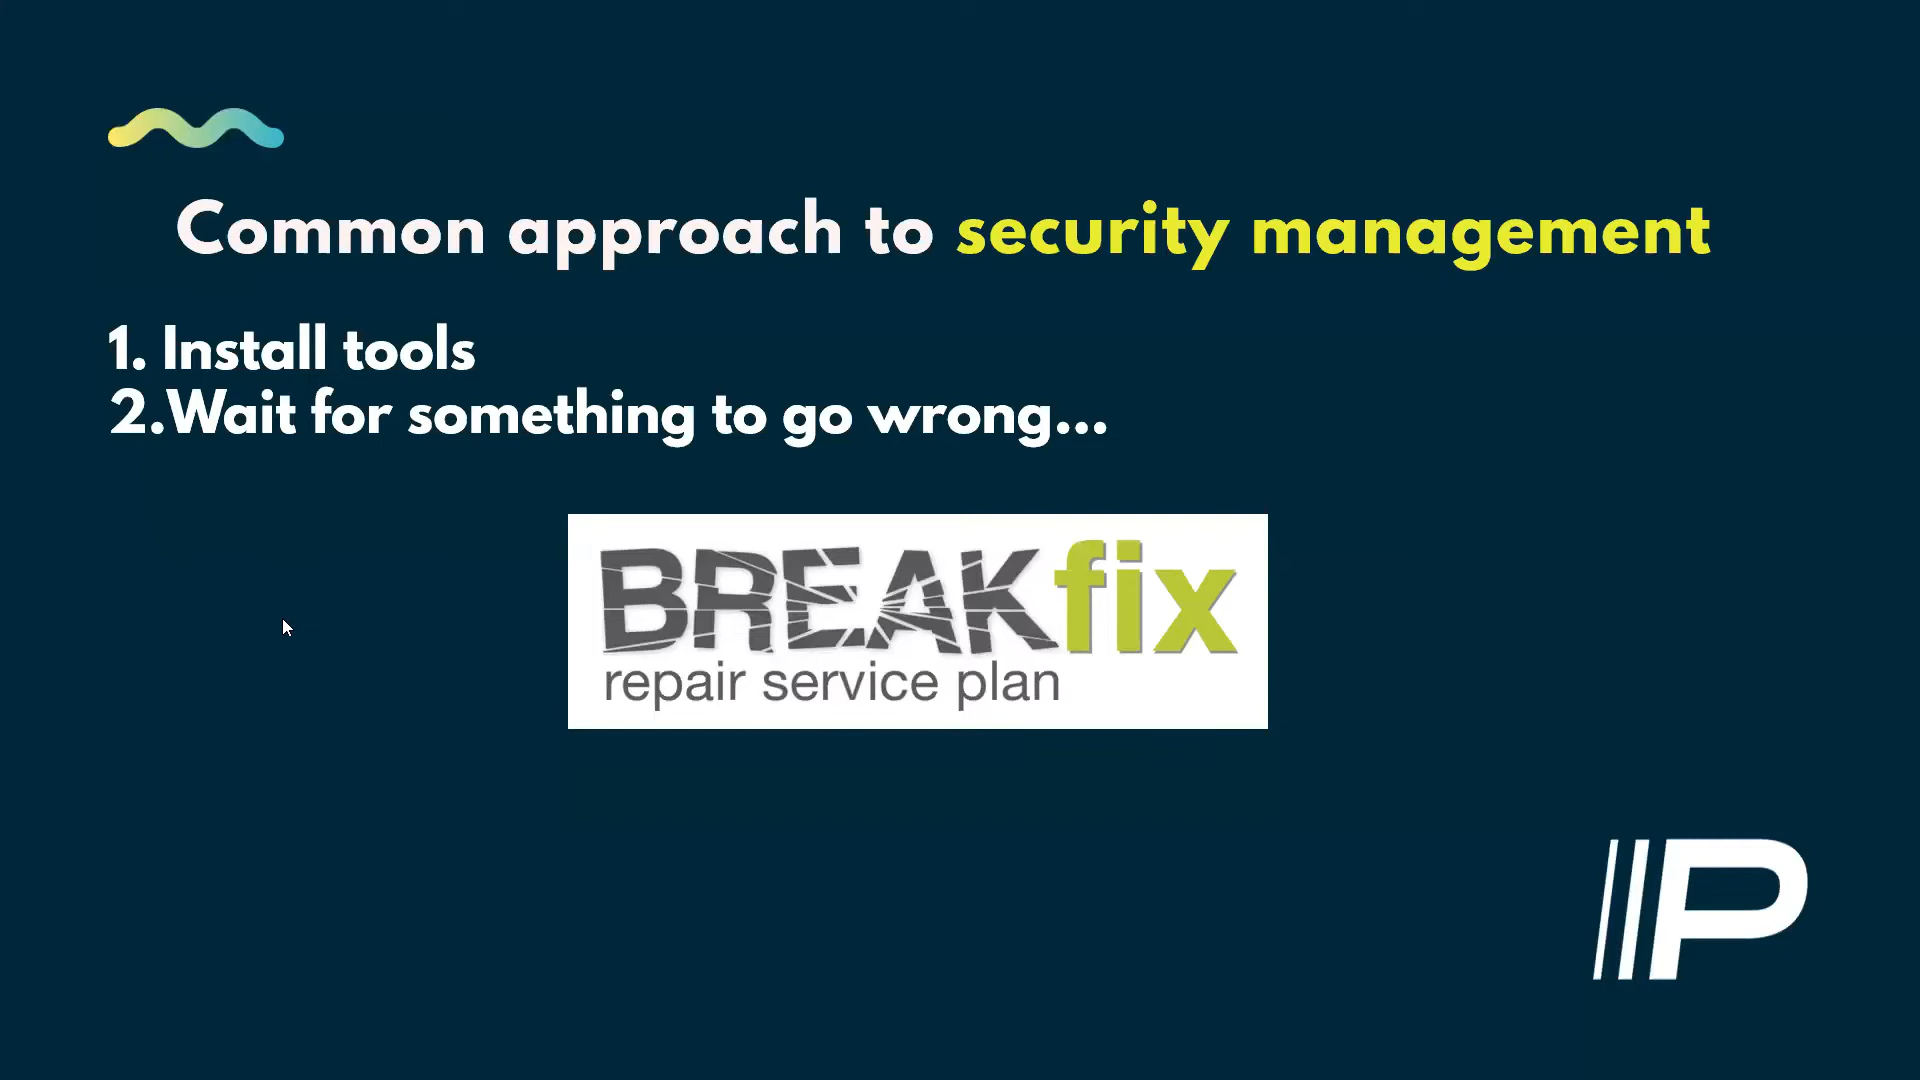 Common approach to security management
1. Install tools
2.Wait for something to go wrong...
BREAKfix
repair service plan
P